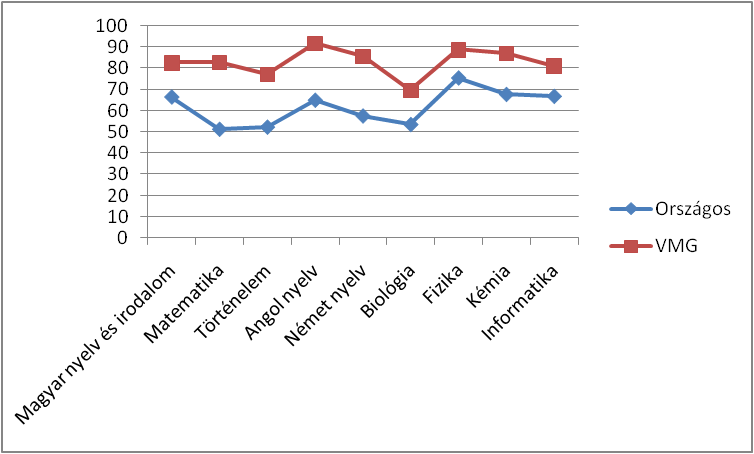 100
90
80
70
60
50
40
30
20
10
0
Magyar nyelv és irodalom
Matematika
Történelem
Angol nyelv
Német nyelv
Biológia
Fizika
Kémia
Informatika
Országos
VMG